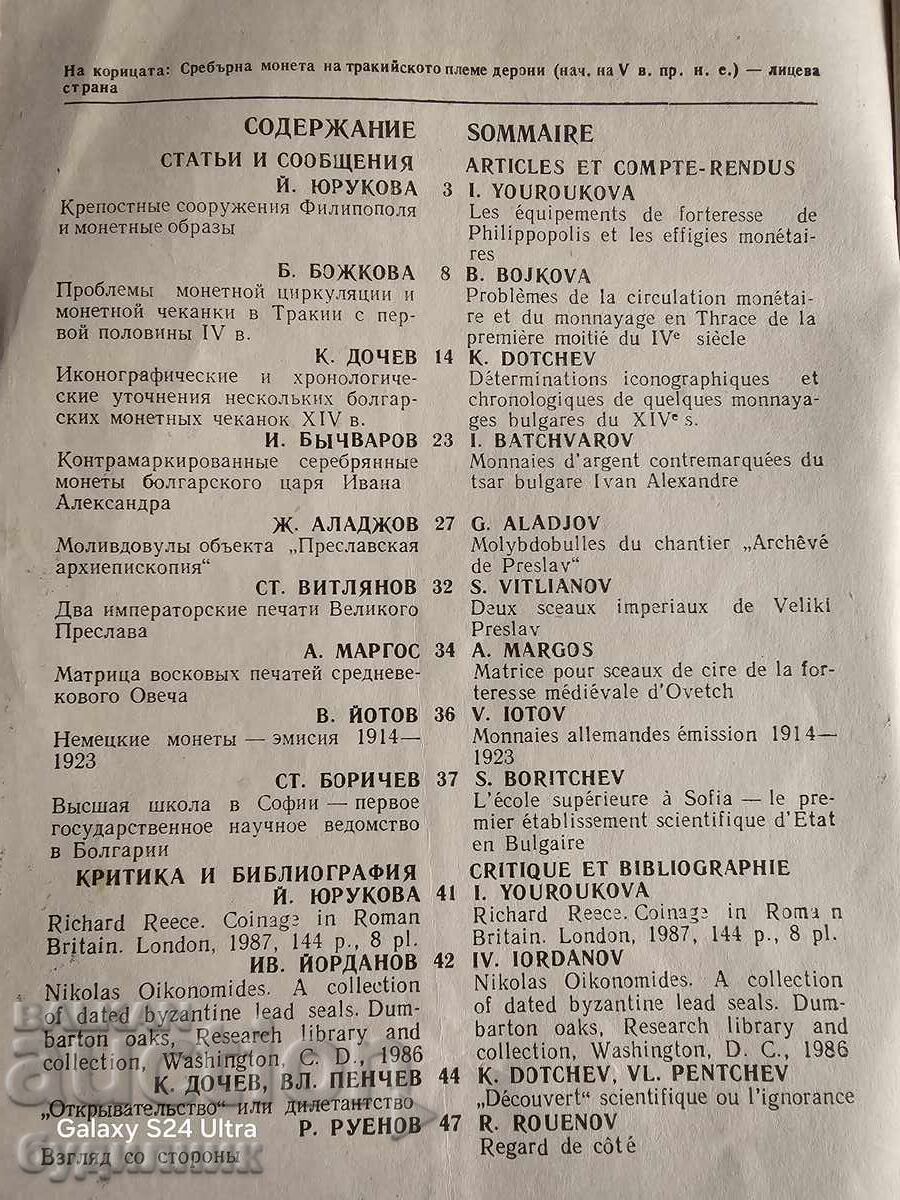 На корицата: Сребърна монета на тракийското племе дерони (нач. на V в. пр. н. е.) — лицева
страна
СОДЕРЖАНИЕ
СТАТЬИ И СООБЩЕНИЯ
Й. ЮРУКОВА 3
Крепостные сооружения Филипополя
и монетные образы
Б. БОЖКОВА 8
Проблемы монетной циркуляции и
монетной чеканки в Тракии с пер-
вой половины IV в.
К. ДОЧЕВ 14
Иконографические и хронологиче-
ские уточнения нескольких болгар-
ских монетных чеканок XIV в.
И. БЫЧВАРОВ 23
Контрамаркированные серебрянные
монеты болгарского царя Ивана
Александра
Ж. АЛАДЖОВ 27
Моливдовулы объекта „Преславская
архиепископия“
СТ. ВИТЛЯНОВ 32
Два императорские печати Великого
Преслава
А. МАРГОС 34
Матрица восковых печатей средневе-
кового Овеча
В. ЙОТОВ 36
Немецкие монеты — эмисия 1914—
1923
СТ. БОРИЧЕВ 37
Высшая школа в Софии — первое
государственное научное ведомство
в Болгарии
КРИТИКА И БИБЛИОГРАФИЯ
Й. ЮРУКОВА 41
Richard Reece. Coinage in Roman
Britain. London, 1987, 144 p., 8 pl.
ИВ. ЙОРДАНОВ 42
Nikolas Oikonomides. A collection
of dated byzantine lead seals. Dum-
barton oaks, Research library and
collection, Washington, C. D., 1986
К. ДОЧЕВ, ВЛ. ПЕНЧЕВ 44
„Открывательство“ или дилетантство
Р. РУЕНОВ 47
Взгляд со стороны
SOMMAIRE
ARTICLES ET COMPTE-RENDUS
I. YOUROUKOVA
Les équipements de forteresse de
Philippopolis et les effigies monétai-
res
B. BOJKOVA
Problèmes de la circulation monétai-
re et du monnayage en Thrace de la
première moitié du IVe siècle
K. DOTCHEV
Déterminations iconographiques et
chronologiques de quelques monnaya-
ges bulgares du XIVe s.
I. BATCHVAROV
Monnaies d'argent contremarquées du
tsar bulgare Ivan Alexandre
G. ALADJOV
Molybdobulles du chantier „Archêvé
de Preslav“
S. VITLIANOV
Deux sceaux imperiaux de Veliki
Preslav
A. MARGOS
Matrice pour sceaux de cire de la for-
teresse médiévale d'Ovetch
V. IOTOV
Monnaies allemandes émission 1914—
1923
S. BORITCHEV
L'école supérieure à Sofia — le pre-
mier établissement scientifique d'Etat
en Bulgaire
CRITIQUE ET BIBLIOGRAPHIE
I. YOUROUKOVA
Richard Reece. Coinage in Roman
Britain. London, 1987, 144 p., 8 pl.
IV. IORDANOV
Nikolas Oikonomides. A collection
of dated byzantine lead seals. Dum-
barton oaks, Research library and
collection, Washington, D. C., 1986
K. DOTCHEV, VL. PENTCHEV
„Découvert“ scientifique ou l'ignorance
R. ROUENOV
Regard de côté
Galaxy S24 Ultra